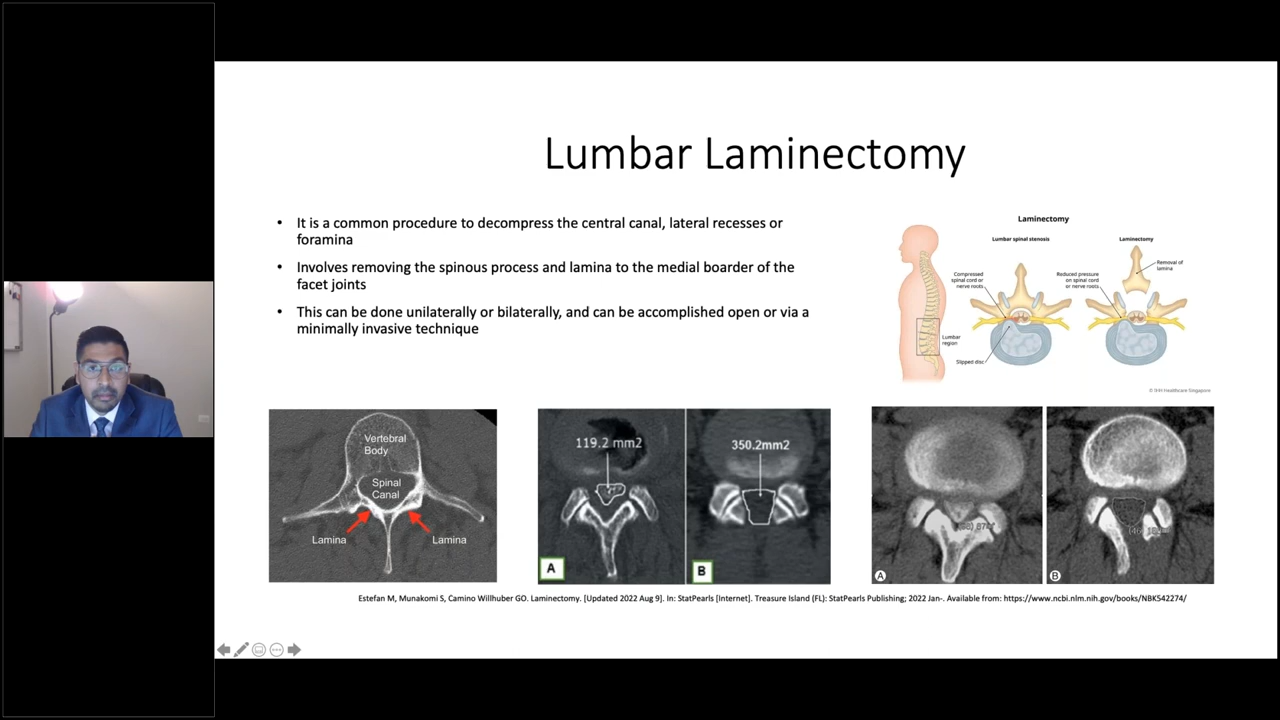 Lumbar Laminectomy
• It is a common procedure to decompress the central canal, lateral recesses or
foramina
• Involves removing the spinous process and lamina to the medial boarder of the
facet joints
• This can be done unilaterally or bilaterally, and can be accomplished open or via a
minimally invasive technique
Laminectomy
Lumbar spinal stenosis
Laminectomy
Compressed
spinal cord or
nerve roots
Reduced pressure
on spinal cord
or nerve roots
Removal of
lamina
Lumbar
region
Slipped disc
Vertebral
Body
Spinal
Canal
Lamina
Lamina
119.2 mm2
A
350.2mm2
B
A
B
Estefan M, Munakomi S, Camino Willhuber GO. Laminectomy. [Updated 2022 Aug 9]. In: StatPearls [Internet]. Treasure Island (FL): StatPearls Publishing; 2022 Jan-. Available from: https://www.ncbi.nlm.nih.gov/books/NBK542274/